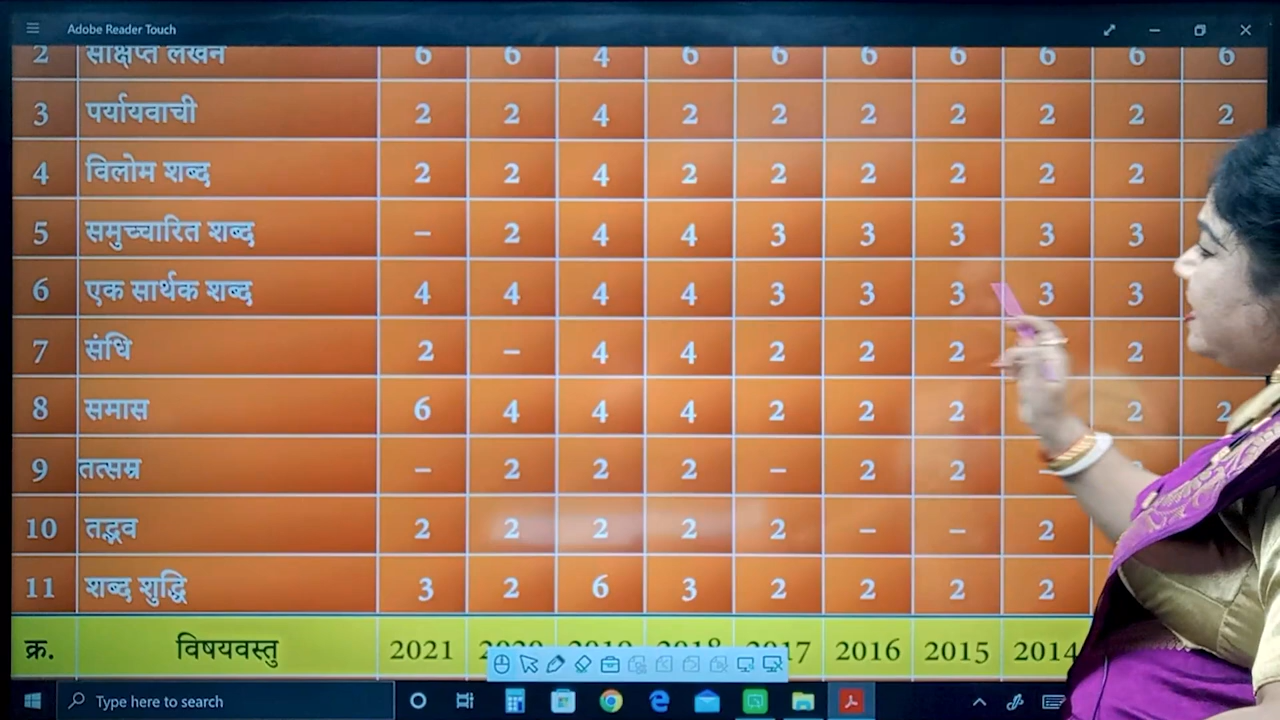 Adobe Reader Touch
2 संक्षिप्त लेखन 6 6 4 6 6 6 6 6 6 6
3 पर्यायवाची 2 2 4 2 2 2 2 2 2 2
4 विलोम शब्द 2 2 4 2 2 2 2 2 2
5 समुच्चारित शब्द – 2 4 4 3 3 3 3 3
6 एक सार्थक शब्द 4 4 4 4 3 3 3 3 3
7 संधि 2 – 4 4 2 2 2 2
8 समास 6 4 4 4 2 2 2 2 2
9 तत्सम्र – 2 2 2 – 2 2 –
10 तद्भव 2 2 2 2 2 – – 2
11 शब्द शुद्धि 3 2 6 3 2 2 2 2
क्र. विषयवस्तु 2021 2020 2019 2018 2017 2016 2015 2014
Type here to search